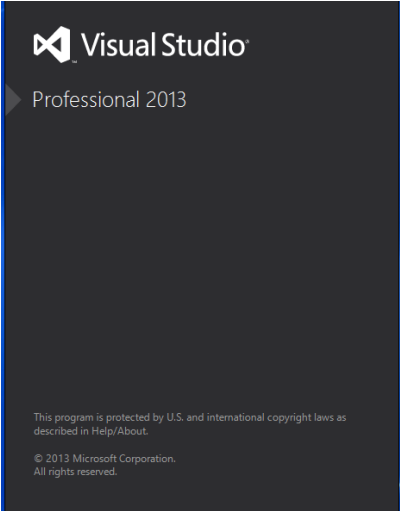 Visual Studio®
Professional 2013
This program is protected by U.S. and international copyright laws as
described in Help/About.
© 2013 Microsoft Corporation.
All rights reserved.